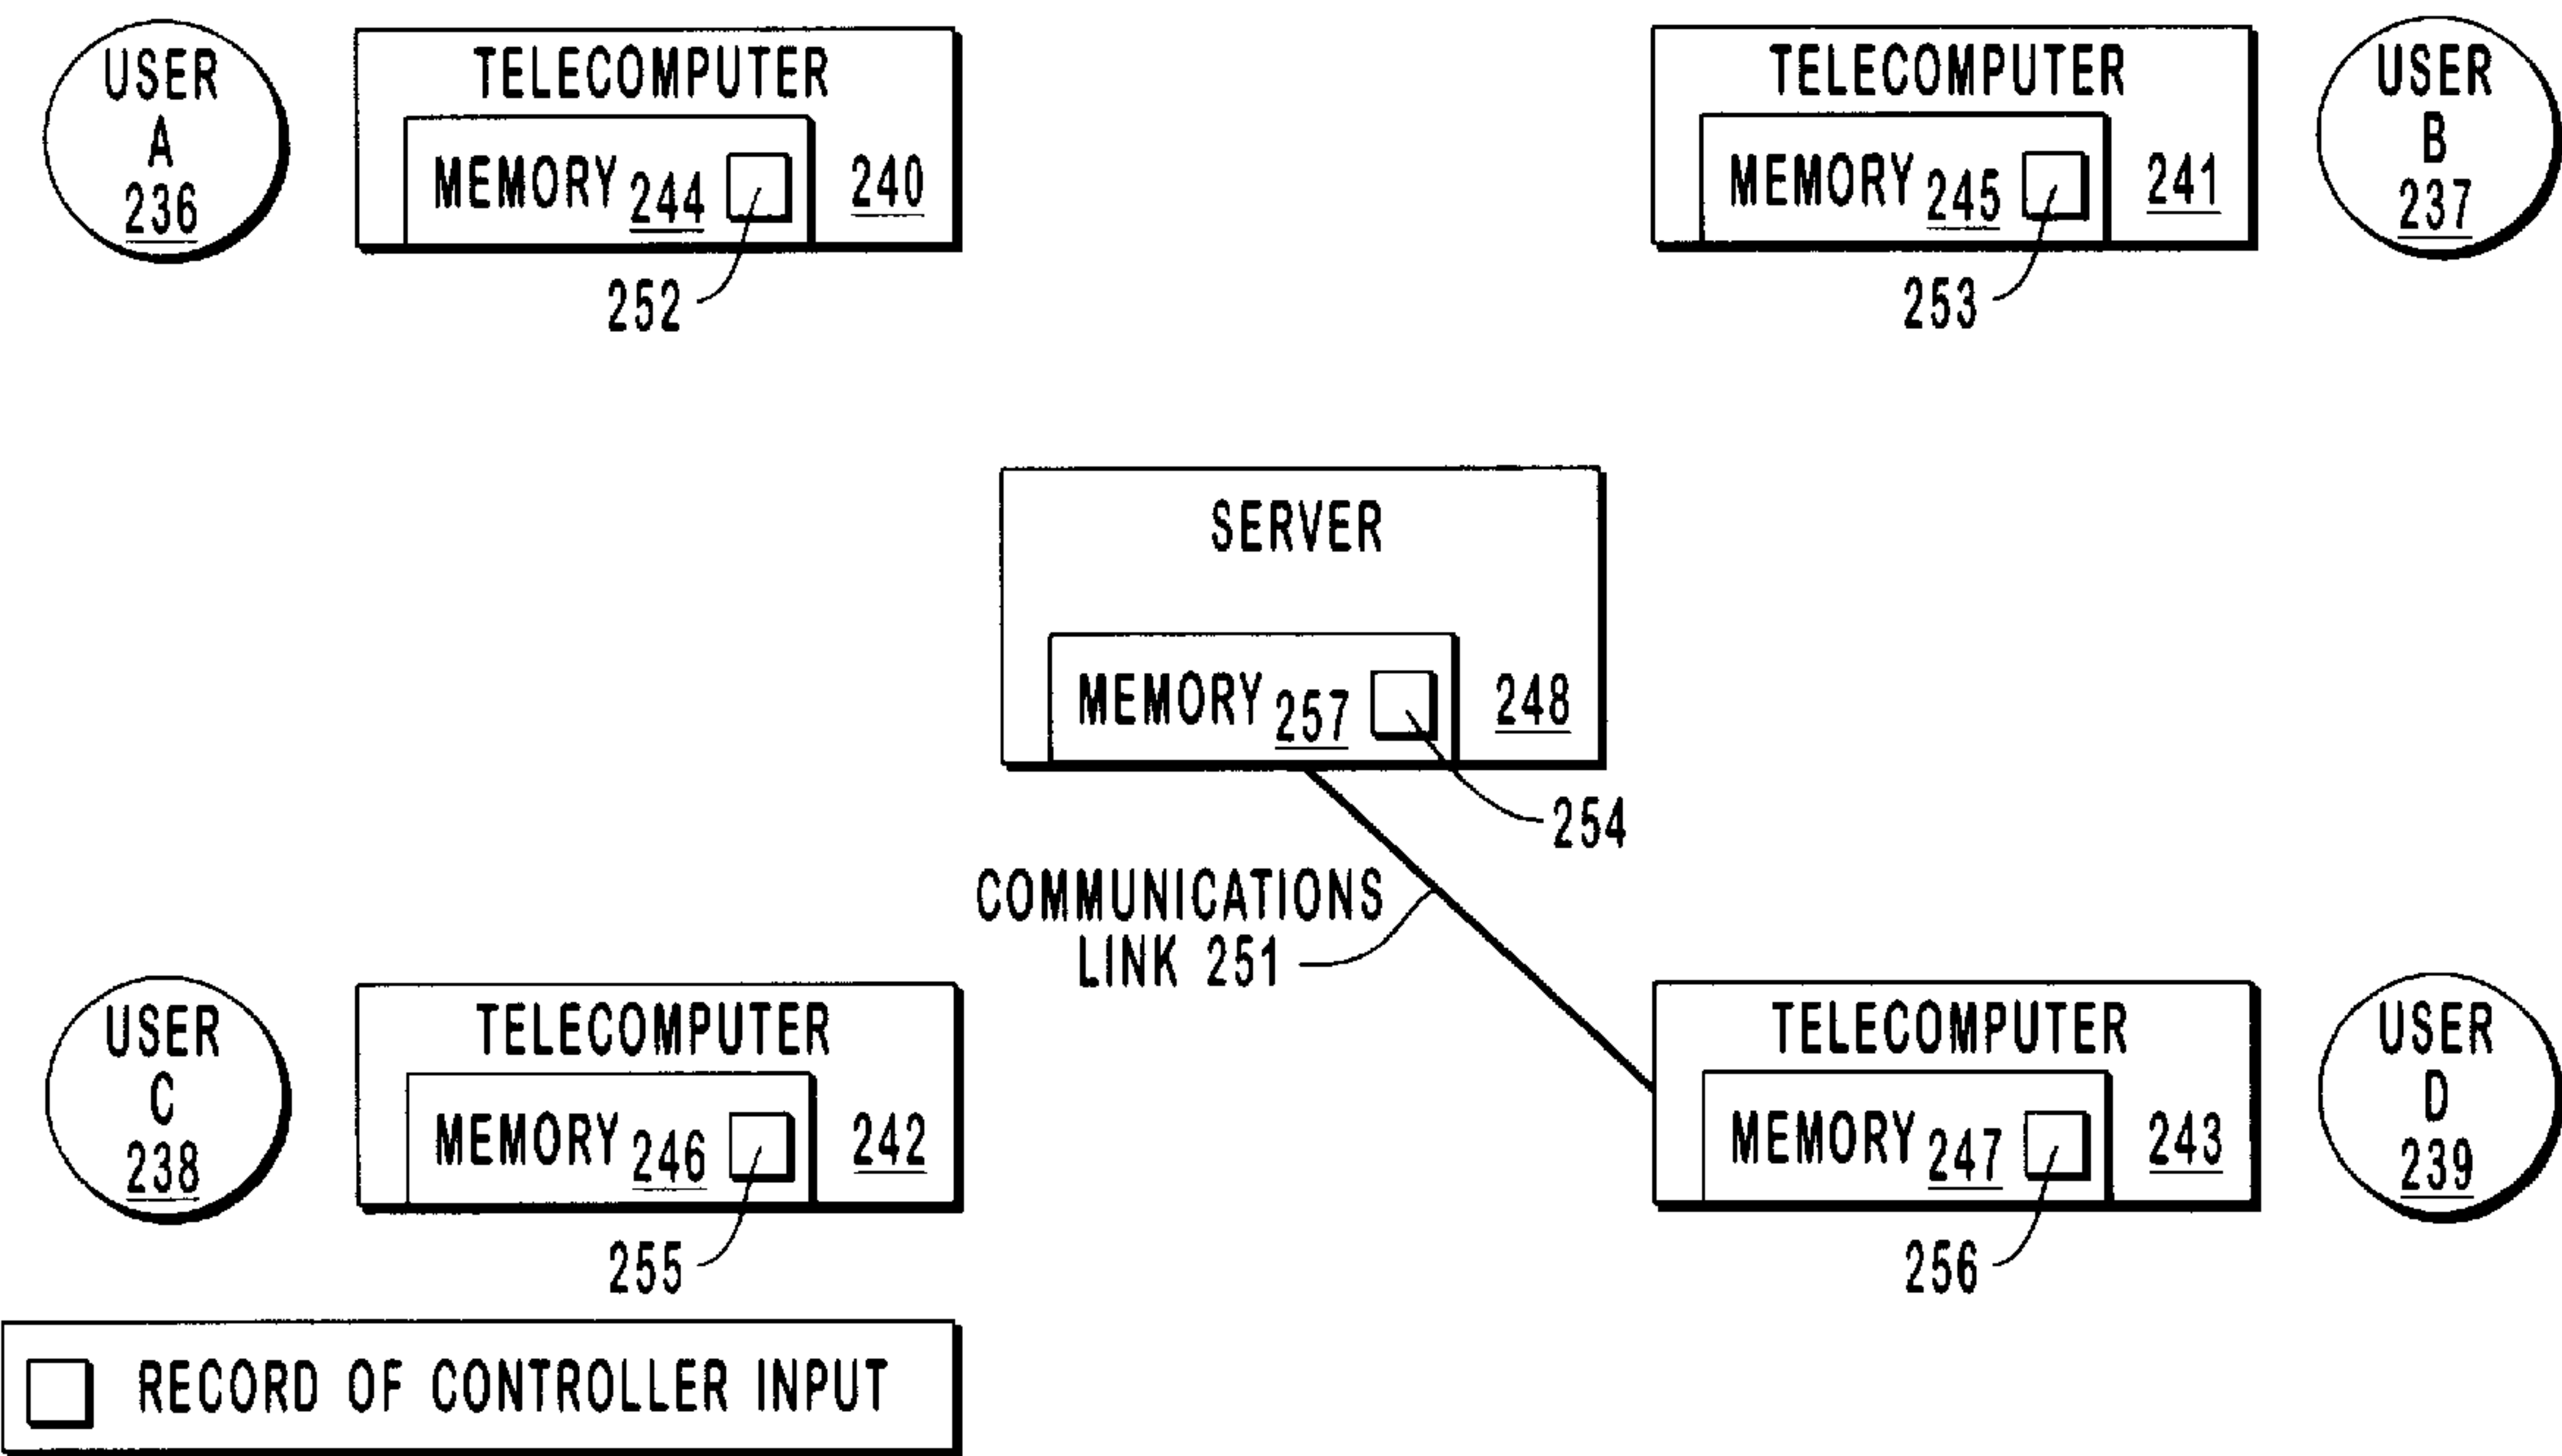 USER
A
236
TELECOMPUTER
MEMORY 244
240
252
TELECOMPUTER
MEMORY 245
241
253
USER
B
237
SERVER
MEMORY 257
248
254
COMMUNICATIONS
LINK 251
USER
C
238
TELECOMPUTER
MEMORY 246
242
255
TELECOMPUTER
MEMORY 247
243
256
USER
D
239
RECORD OF CONTROLLER INPUT